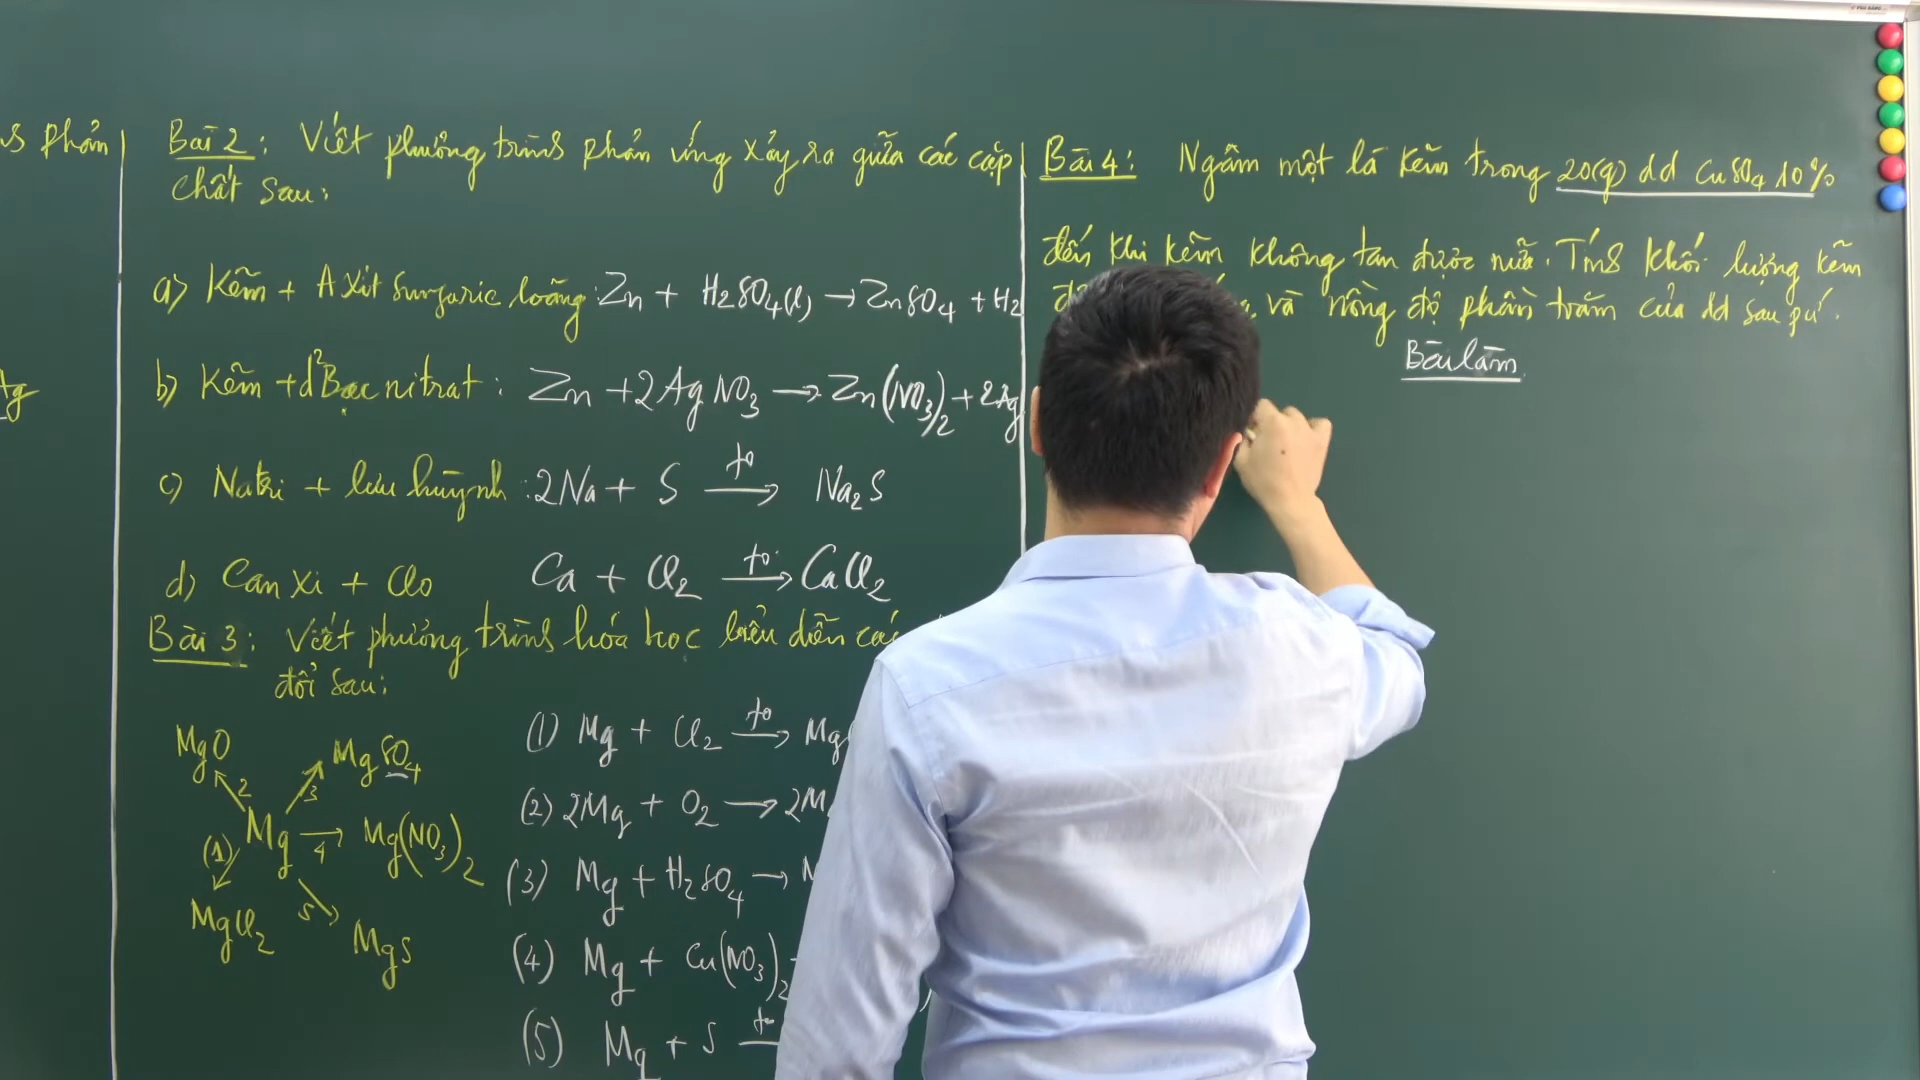 phản
Ag
Bài 2: Viết phương trình phản ứng xảy ra giữa các cặp
chất sau:
a) Kẽm + Axit Sunfuric loãng: Zn + H2SO4(l) → ZnSO4 + H2
b) Kẽm + d² Bạc nitrat: Zn + 2AgNO3 → Zn(NO3)2 + 2Ag
c) Natri + lưu huỳnh: 2Na + S t° → Na2S
d) Canxi + Clo Ca + Cl2 t° → CaCl2
Bài 3: Viết phương trình hóa học biểu diễn các
đổi sau:
MgO
2
MgSO4
3
Mg
4
Mg(NO3)2
(1)
MgCl2
5
MgS
(1) Mg + Cl2 t° → Mg
(2) 2Mg + O2 → 2M
(3) Mg + H2SO4 →
(4) Mg + Cu(NO3)2
(5) Mg + S t°
Bài 4: Ngâm một lá kẽm trong 20(g) dd CuSO4 10%
đến khi kẽm không tan được nữa. Tính khối lượng kẽm
và nồng độ phần trăm của dd sau pư.
Bài làm